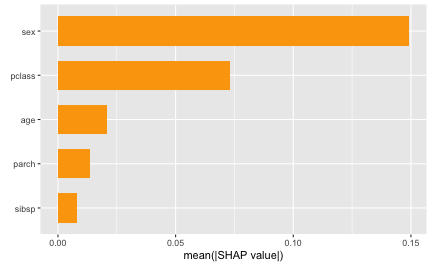 sex
pclass
age
parch
sibsp
0.00 0.05 0.10 0.15
mean(|SHAP value|)